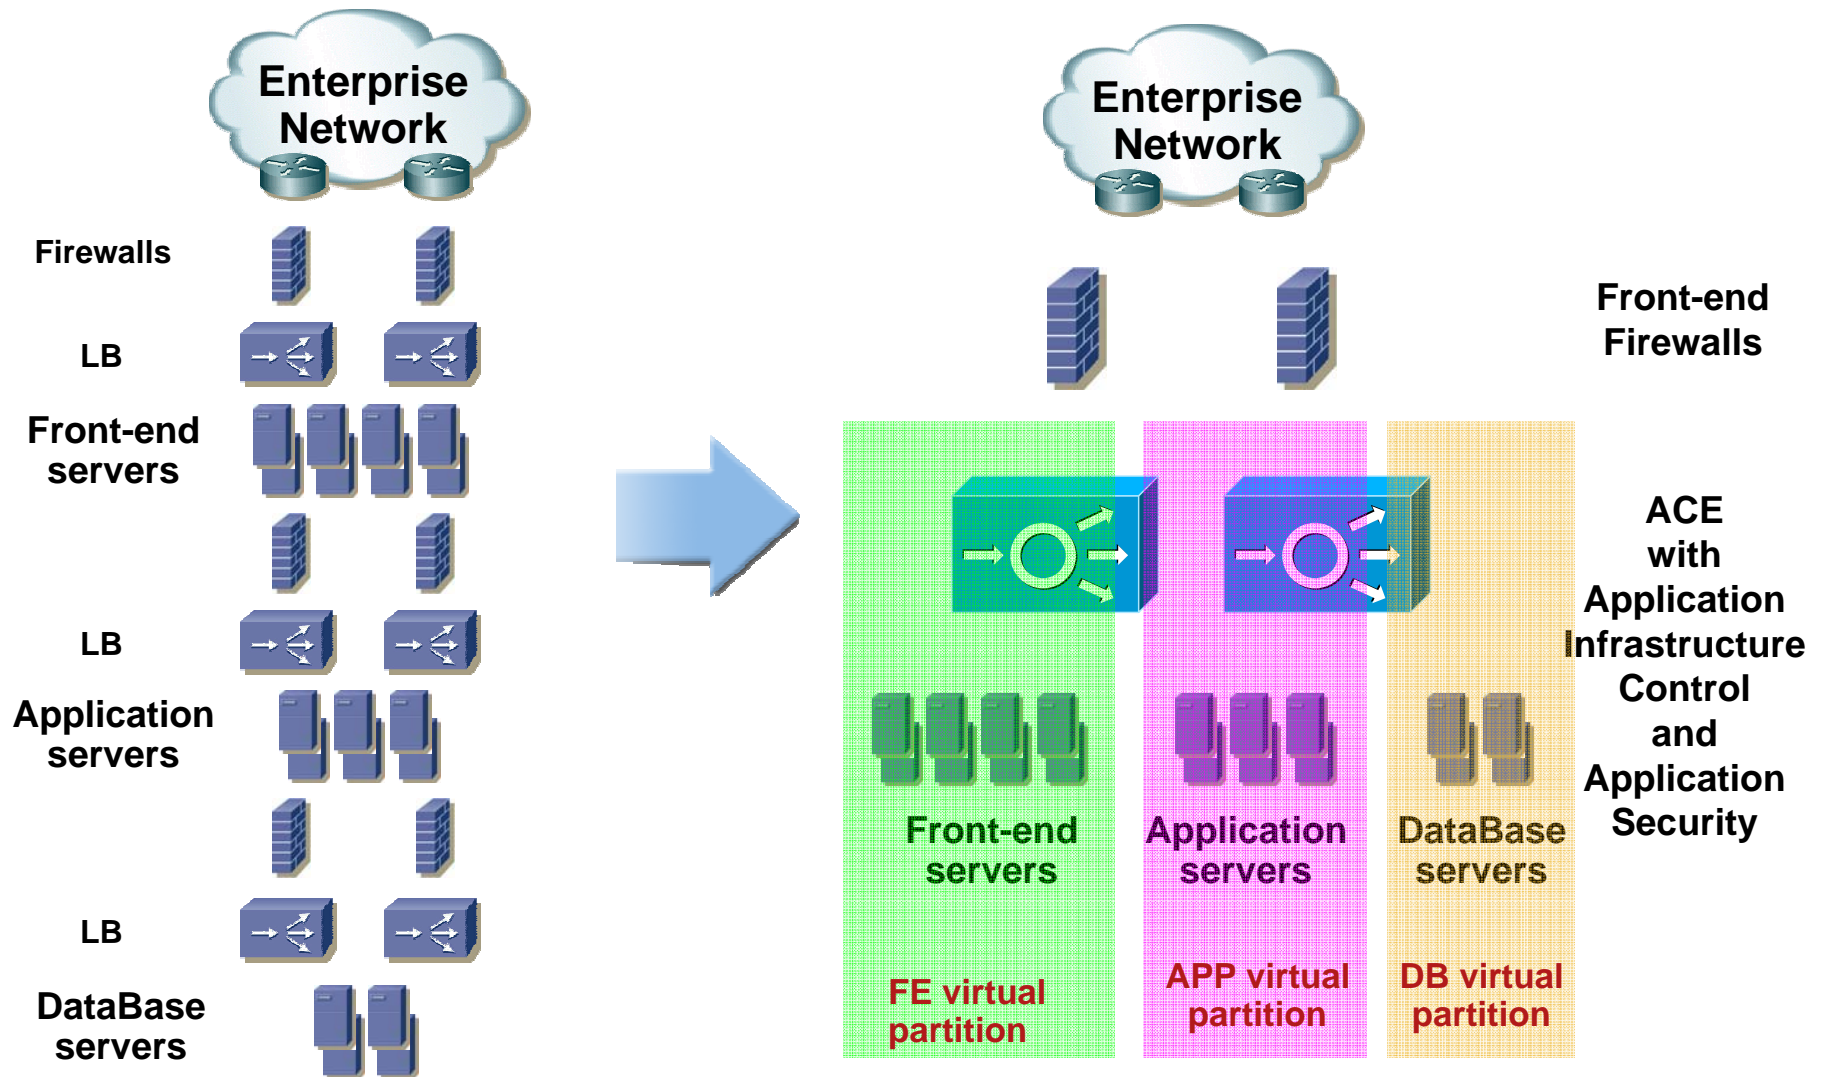 Enterprise
Network
Firewalls
LB
Front-end
servers
LB
Application
servers
LB
DataBase
servers
Enterprise
Network
Front-end
Firewalls
ACE
with
Application
Infrastructure
Control
and
Application
Security
Front-end
servers
Application
servers
DataBase
servers
FE virtual
partition
APP virtual
partition
DB virtual
partition